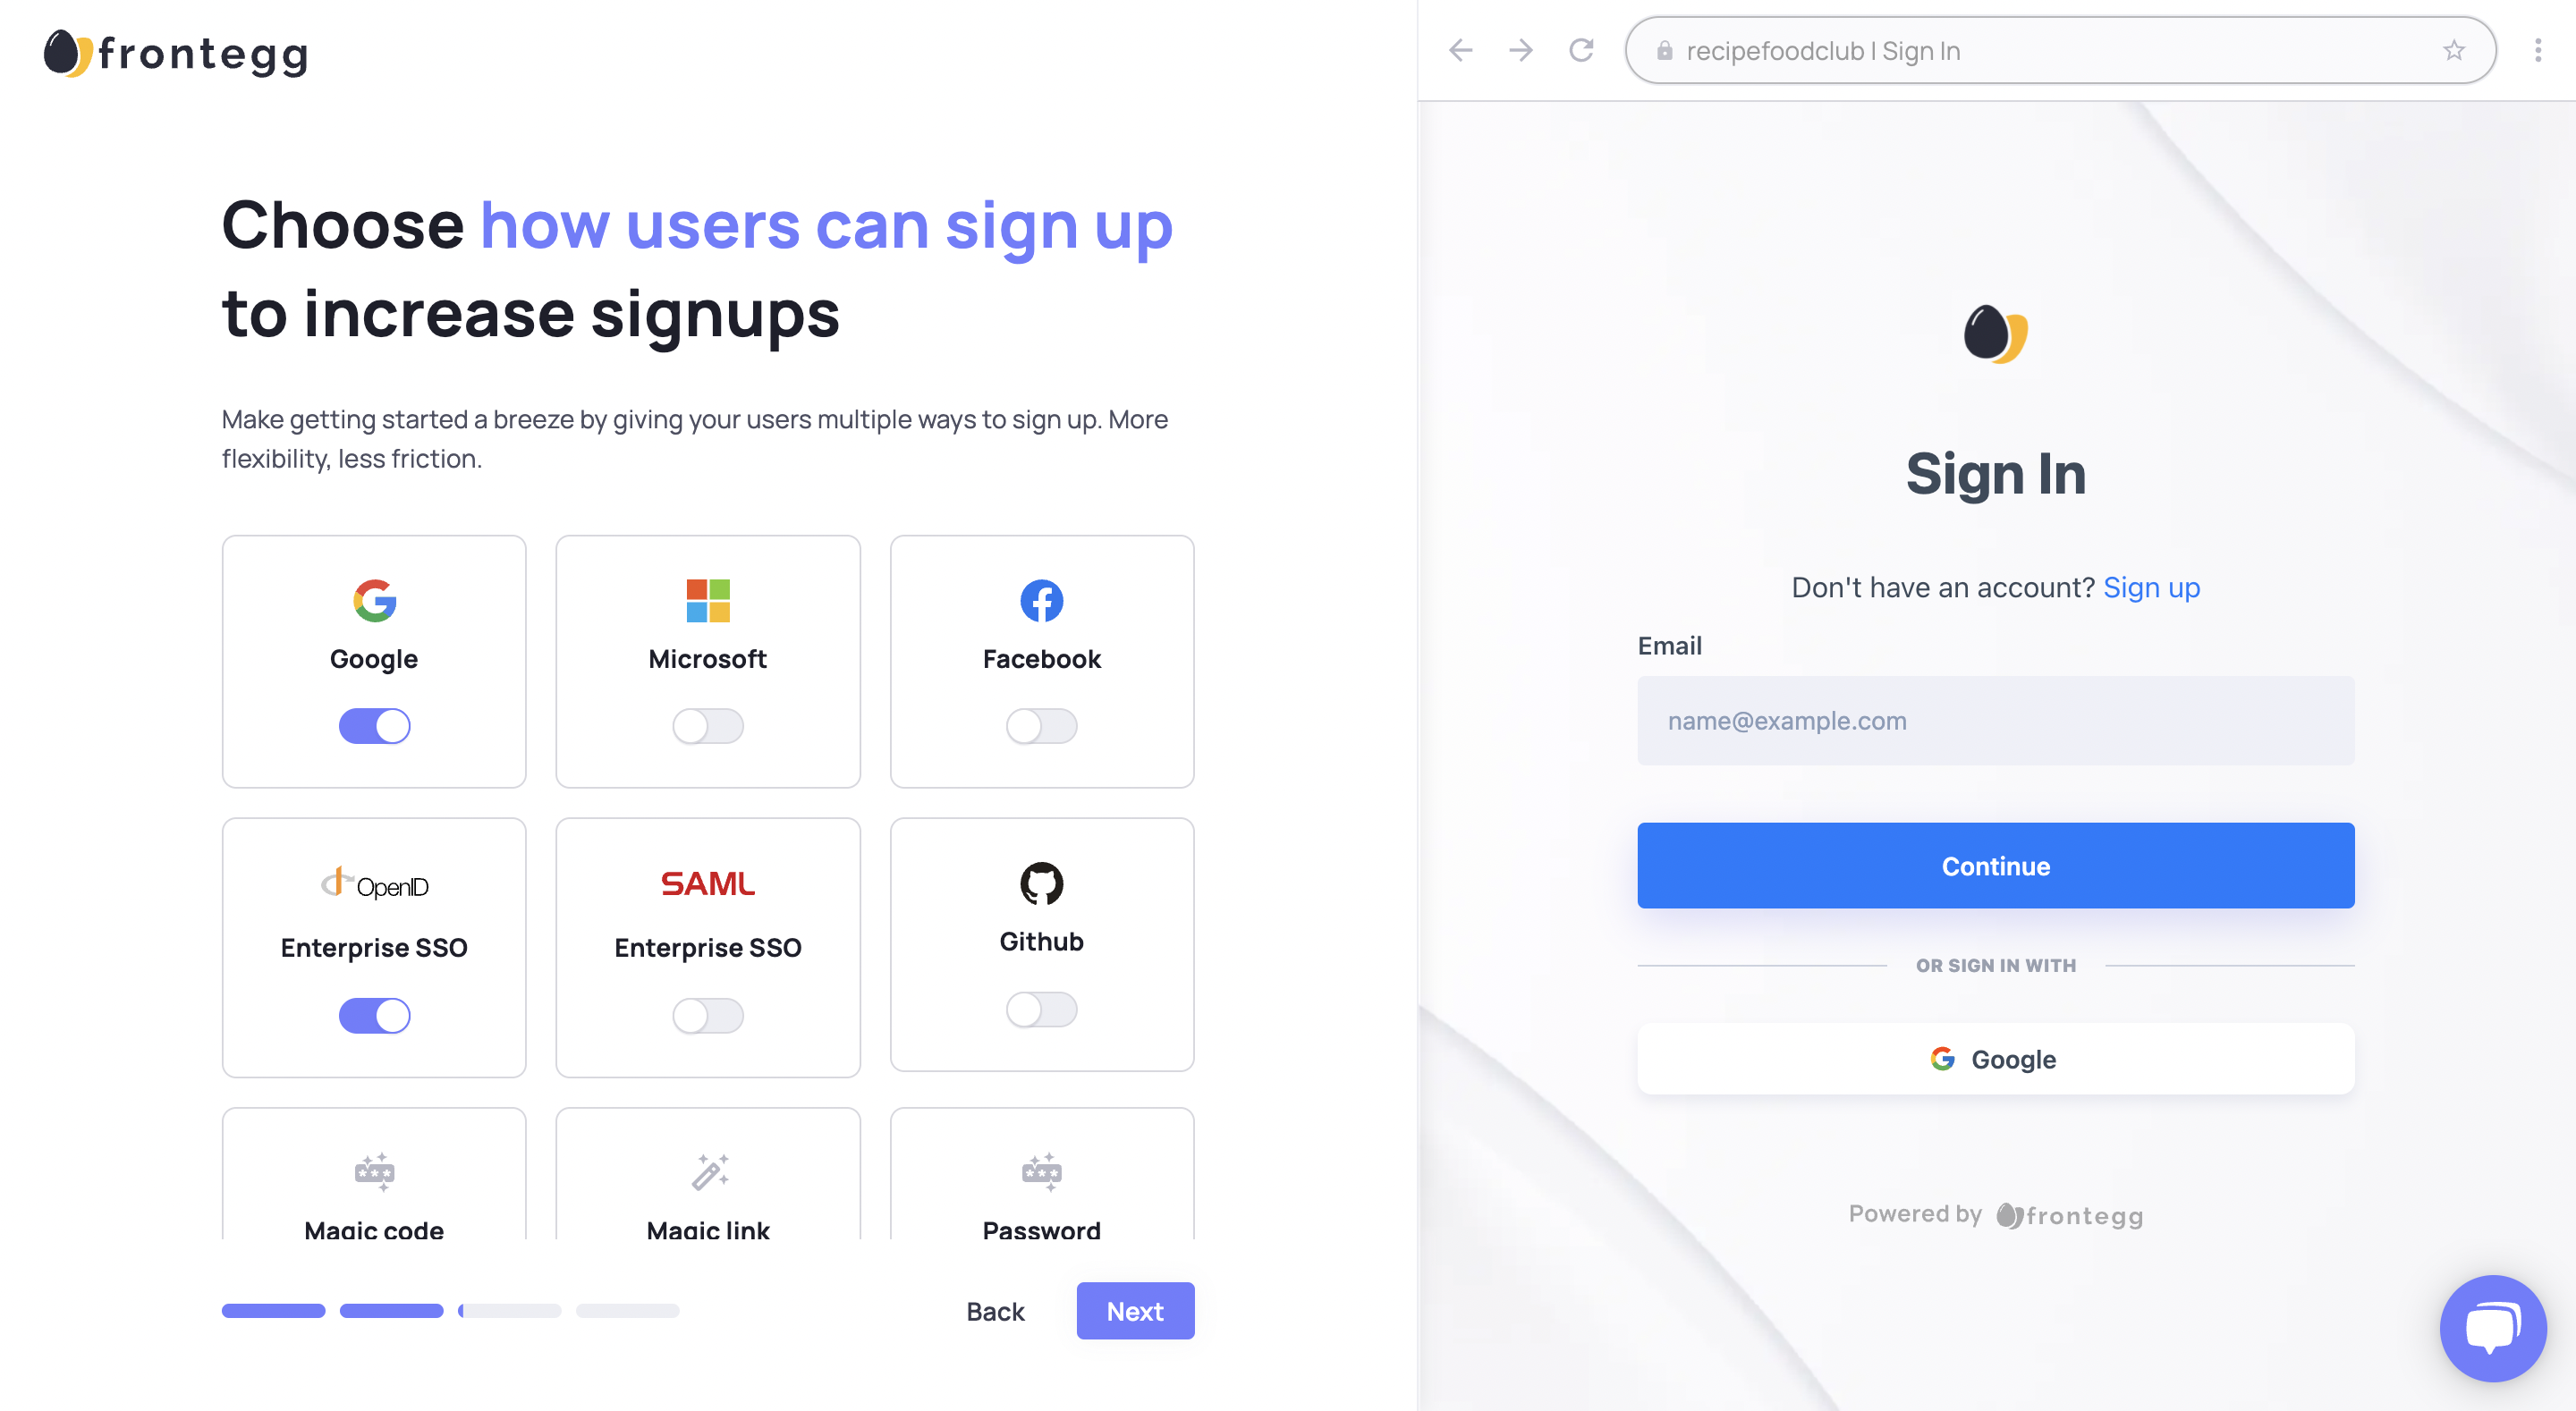 frontegg
Choose how users can sign up
to increase signups
Make getting started a breeze by giving your users multiple ways to sign up. More
flexibility, less friction.
Google
Microsoft
Facebook
OpenID
Enterprise SSO
SAML
Enterprise SSO
Github
Magic code
Magic link
Password
Back
Next
recipefoodclub | Sign In
Sign In
Don't have an account? Sign up
Email
name@example.com
Continue
OR SIGN IN WITH
Google
Powered by frontegg